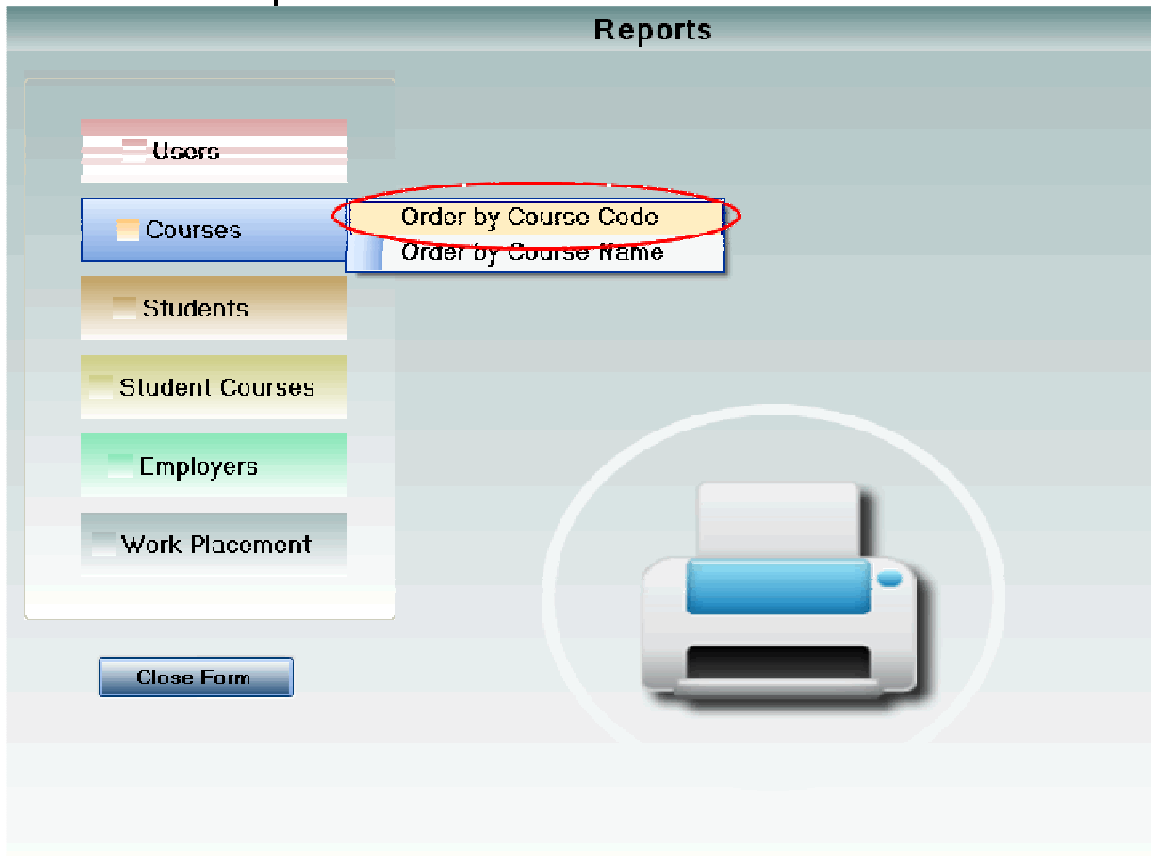 Reports
Users
Courses
Order by Course Code
Order by Course Name
Students
Student Courses
Employers
Work Placement
Close Form